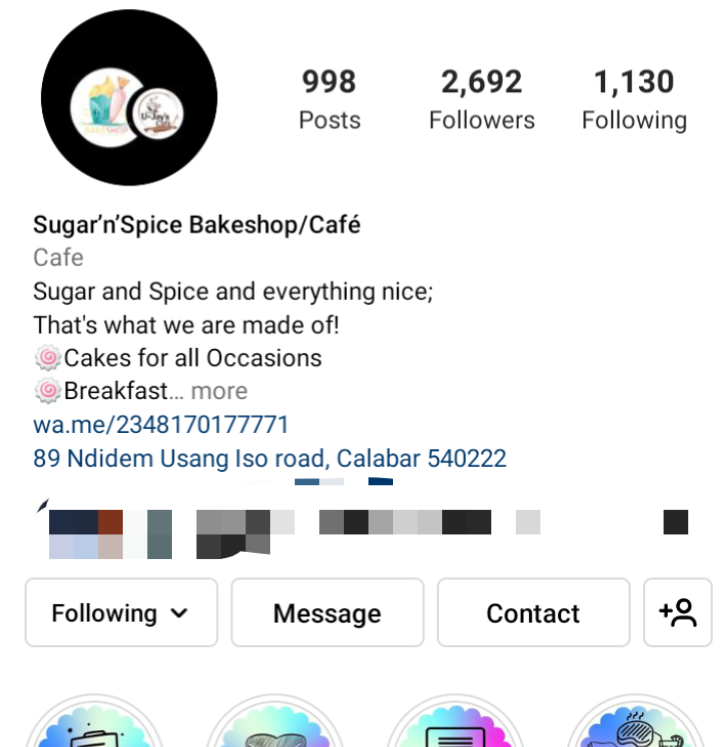 998 2,692 1,130
Posts Followers Following
Sugar'n'Spice Bakeshop/Café
Cafe
Sugar and Spice and everything nice;
That's what we are made of!
🍥Cakes for all Occasions
🍥Breakfast... more
wa.me/2348170177771
89 Ndidem Usang Iso road, Calabar 540222
Following Message Contact